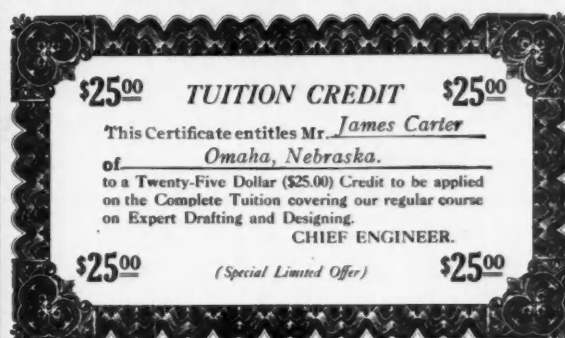 $25.00 TUITION CREDIT $25.00
This Certificate entitles Mr. James Carter
of Omaha, Nebraska.
to a Twenty-Five Dollar ($25.00) Credit to be applied
on the Complete Tuition covering our regular course
on Expert Drafting and Designing.
CHIEF ENGINEER.
$25.00 (Special Limited Offer) $25.00